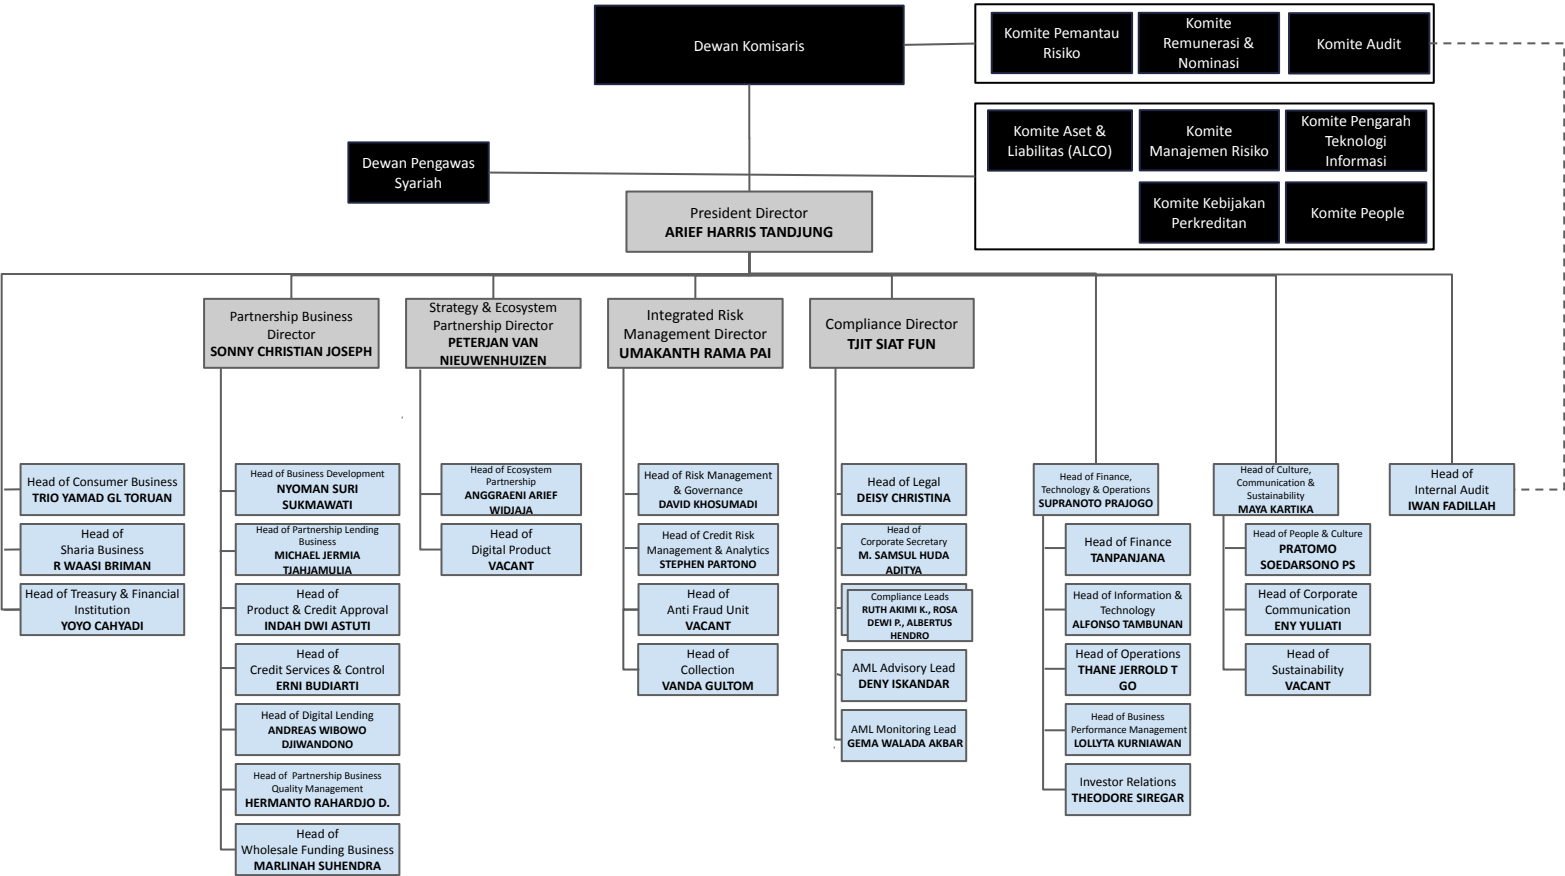 Dewan Komisaris
Komite Pemantau
Risiko
Komite
Remunerasi &
Nominasi
Komite Audit
Dewan Pengawas
Syariah
Komite Aset &
Liabilitas (ALCO)
Komite
Manajemen Risiko
Komite Pengarah
Teknologi
Informasi
Komite Kebijakan
Perkreditan
Komite People
President Director
ARIEF HARRIS TANDJUNG
Partnership Business
Director
SONNY CHRISTIAN JOSEPH
Strategy & Ecosystem
Partnership Director
PETERJAN VAN
NIEUWENHUIZEN
Integrated Risk
Management Director
UMAKANTH RAMA PAI
Compliance Director
TJIT SIAT FUN
Head of Consumer Business
TRIO YAMAD GL TORUAN
Head of
Sharia Business
R WAASI BRIMAN
Head of Treasury & Financial
Institution
YOYO CAHYADI
Head of Business Development
NYOMAN SURI
SUKMAWATI
Head of Partnership Lending
Business
MICHAEL JERMIA
TJAHJAMULIA
Head of
Product & Credit Approval
INDAH DWI ASTUTI
Head of
Credit Services & Control
ERNI BUDIARTI
Head of Digital Lending
ANDREAS WIBOWO
DJIWANDONO
Head of Partnership Business
Quality Management
HERMANTO RAHARDJO D.
Head of
Wholesale Funding Business
MARLINAH SUHENDRA
Head of Ecosystem
Partnership
ANGGRAENI ARIEF
WIDJAJA
Head of
Digital Product
VACANT
Head of Risk Management
& Governance
DAVID KHOSUMADI
Head of Credit Risk
Management & Analytics
STEPHEN PARTONO
Head of
Anti Fraud Unit
VACANT
Head of
Collection
VANDA GULTOM
Head of Legal
DEISY CHRISTINA
Head of
Corporate Secretary
M. SAMSUL HUDA
ADITYA
Compliance Leads
RUTH AKIMI K., ROSA
DEWI P., ALBERTUS
HENDRO
AML Advisory Lead
DENY ISKANDAR
AML Monitoring Lead
GEMA WALADA AKBAR
Head of Finance,
Technology & Operations
SUPRANOTO PRAJOGO
Head of Finance
TANPANJANA
Head of Information &
Technology
ALFONSO TAMBUNAN
Head of Operations
THANE JERROLD T
GO
Head of Business
Performance Management
LOLLYTA KURNIAWAN
Investor Relations
THEODORE SIREGAR
Head of Culture,
Communication &
Sustainability
MAYA KARTIKA
Head of People & Culture
PRATOMO
SOEDARSONO PS
Head of Corporate
Communication
ENY YULIATI
Head of
Sustainability
VACANT
Head of
Internal Audit
IWAN FADILLAH